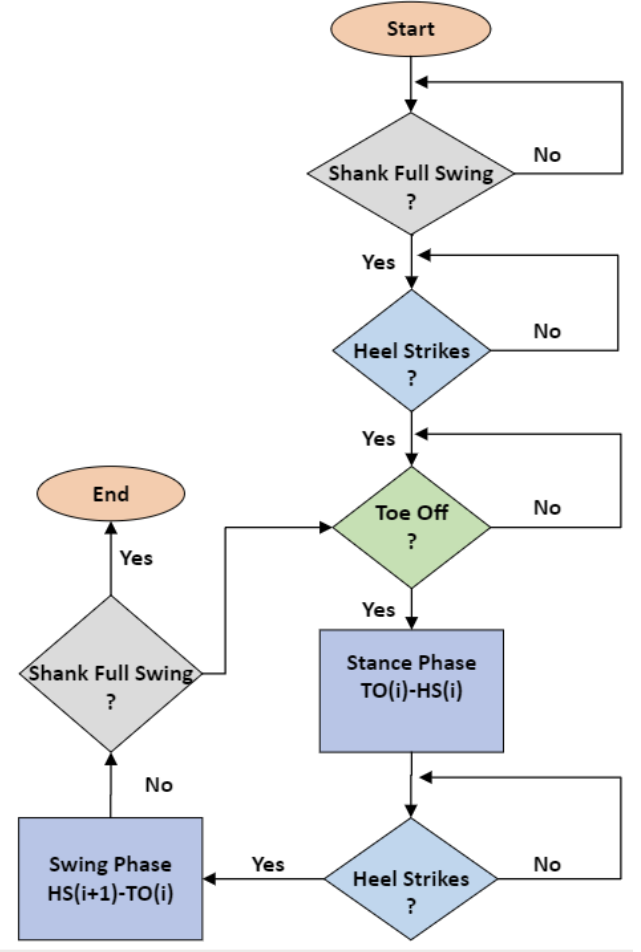 Start
Shank Full Swing
?
No
Yes
Heel Strikes
?
No
Yes
Toe Off
?
No
Yes
Stance Phase
TO(i)-HS(i)
Heel Strikes
?
No
Yes
Swing Phase
HS(i+1)-TO(i)
No
Shank Full Swing
?
Yes
End